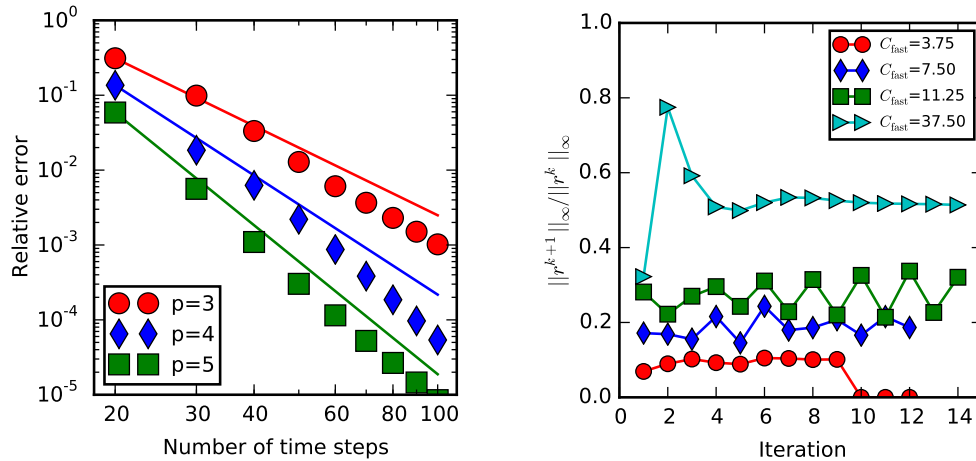 Relative error
10^0
10^-1
10^-2
10^-3
10^-4
10^-5
p=3
p=4
p=5
20 30 40 60 80 100
Number of time steps
||r^{k+1}||_∞/||r^k||_∞
1.0
0.8
0.6
0.4
0.2
0.0
C_fast=3.75
C_fast=7.50
C_fast=11.25
C_fast=37.50
0 2 4 6 8 10 12 14
Iteration